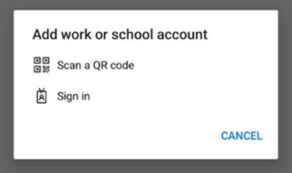 Add work or school account
Scan a QR code
Sign in
CANCEL